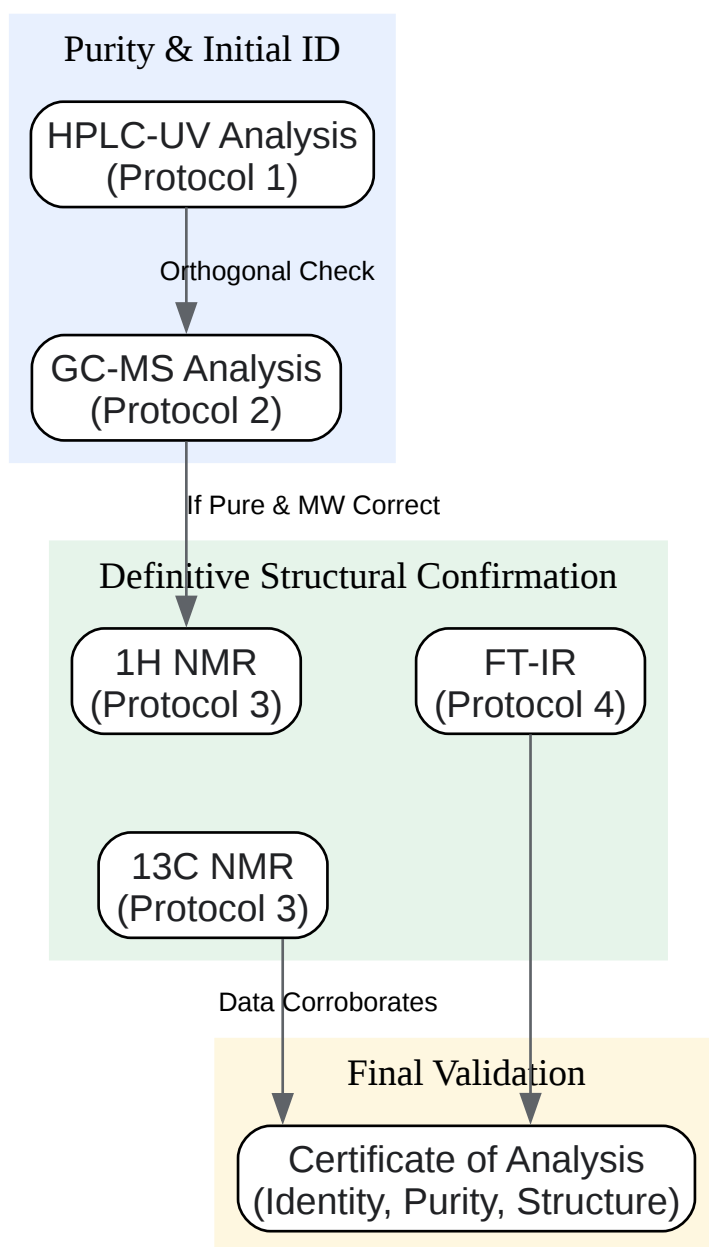 Purity & Initial ID
HPLC-UV Analysis
(Protocol 1)
Orthogonal Check
GC-MS Analysis
(Protocol 2)
If Pure & MW Correct
Definitive Structural Confirmation
1H NMR
(Protocol 3)
FT-IR
(Protocol 4)
13C NMR
(Protocol 3)
Data Corroborates
Final Validation
Certificate of Analysis
(Identity, Purity, Structure)